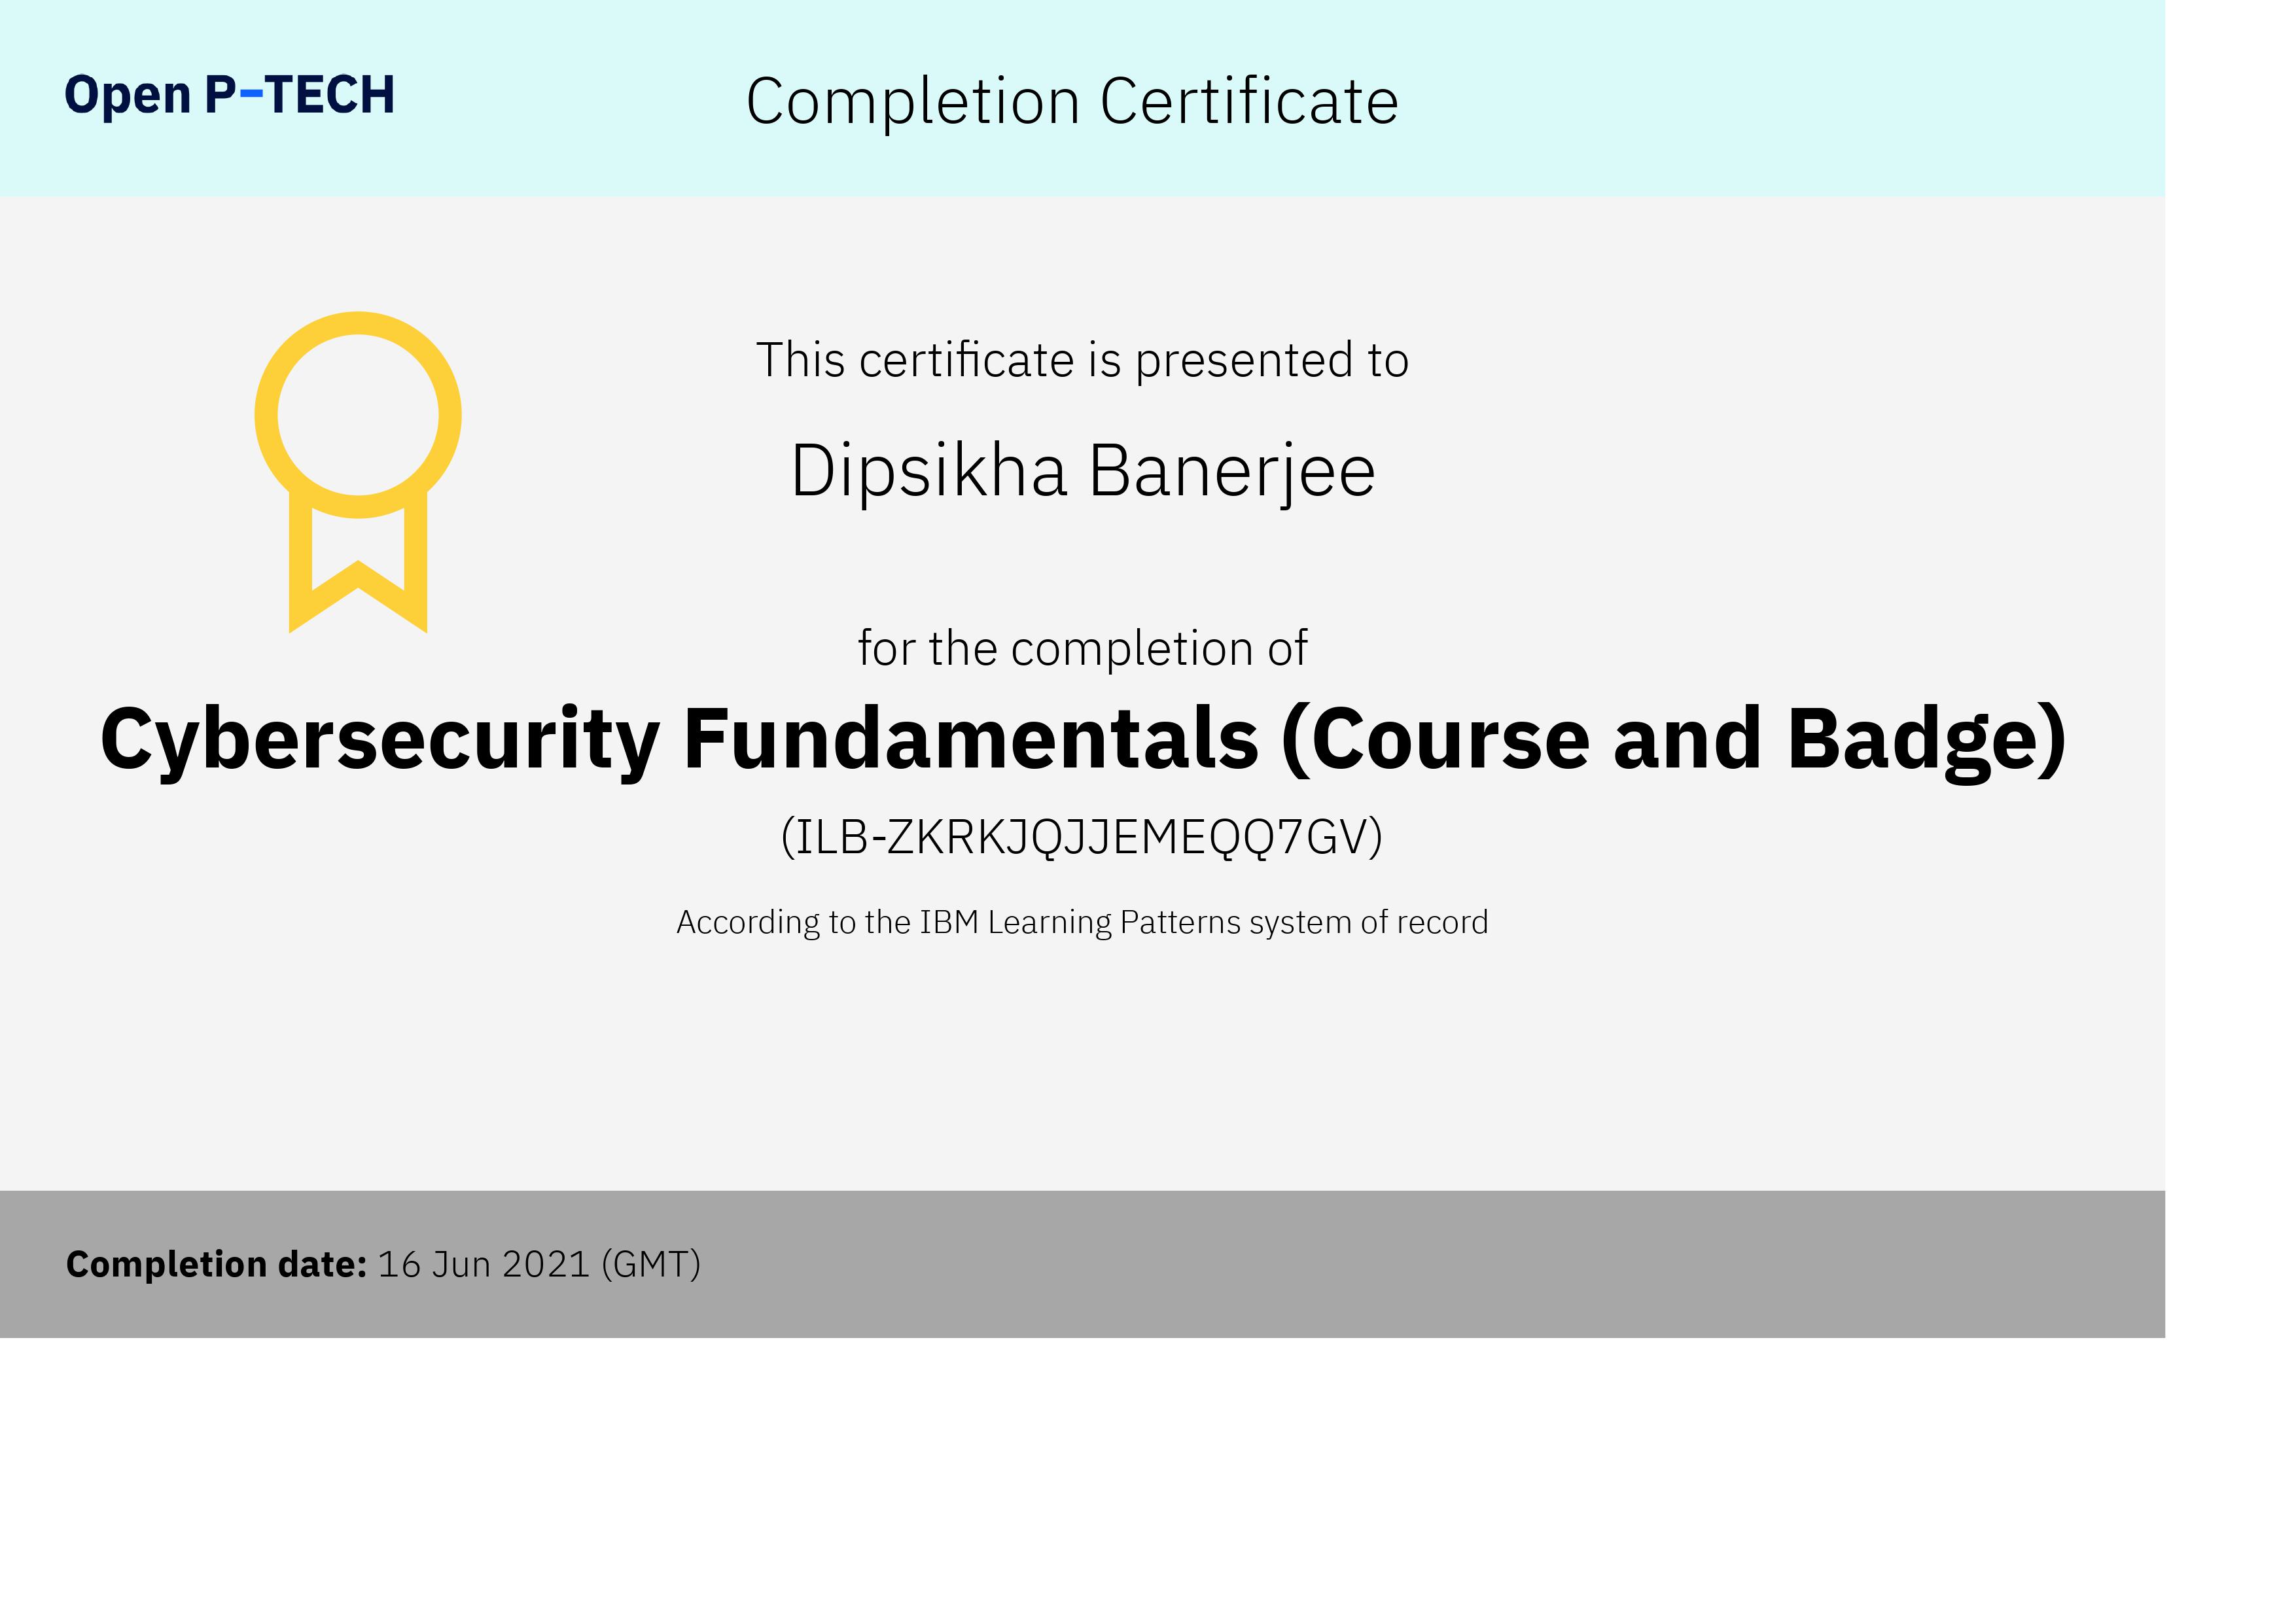 Open P-TECH
Completion Certificate
This certificate is presented to
Dipsikha Banerjee
for the completion of
Cybersecurity Fundamentals (Course and Badge)
(ILB-ZKRKJQJJEMEQQ7GV)
According to the IBM Learning Patterns system of record
Completion date: 16 Jun 2021 (GMT)